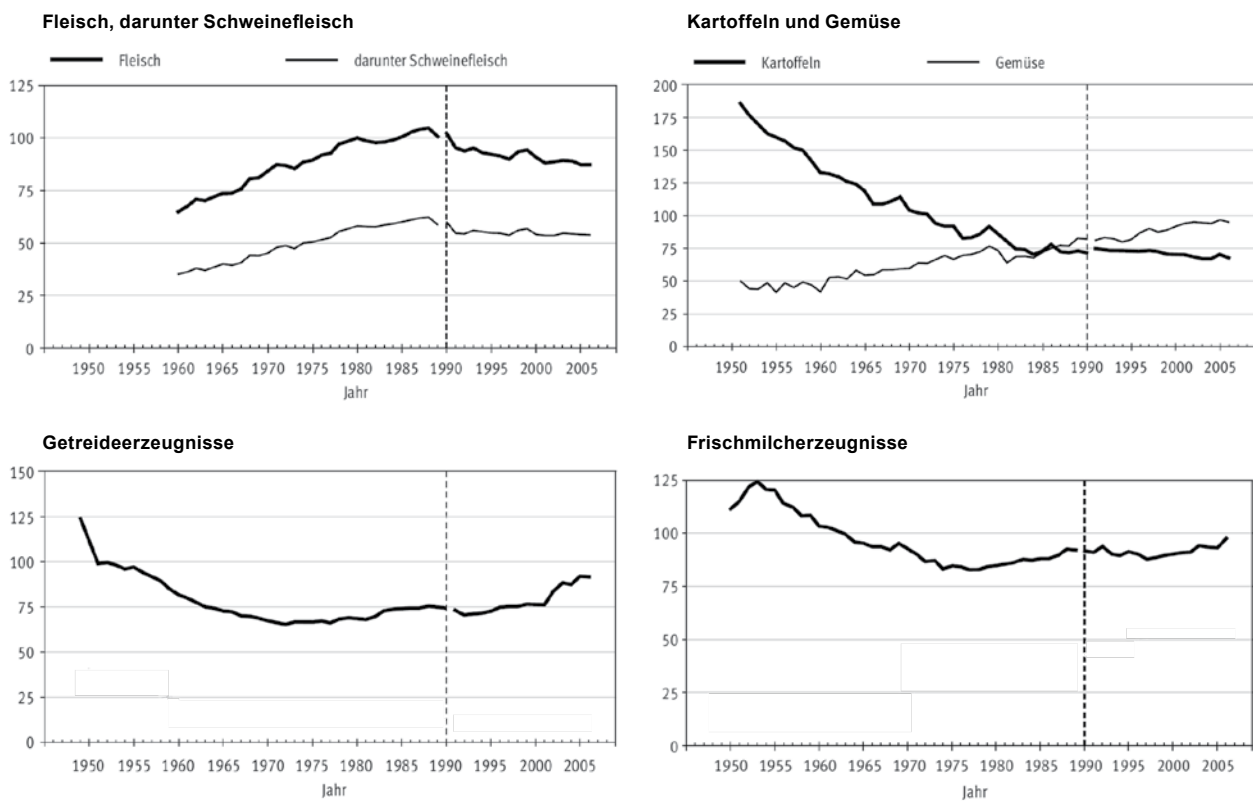 Fleisch, darunter Schweinefleisch
Fleisch darunter Schweinefleisch
125
100
75
50
25
0
1950 1955 1960 1965 1970 1975 1980 1985 1990 1995 2000 2005
Jahr
Kartoffeln und Gemüse
Kartoffeln Gemüse
200
175
150
125
100
75
50
25
0
1950 1955 1960 1965 1970 1975 1980 1985 1990 1995 2000 2005
Jahr
Getreideerzeugnisse
150
125
100
75
50
25
0
1950 1955 1960 1965 1970 1975 1980 1985 1990 1995 2000 2005
Jahr
Frischmilcherzeugnisse
125
100
75
50
25
0
1950 1955 1960 1965 1970 1975 1980 1985 1990 1995 2000 2005
Jahr